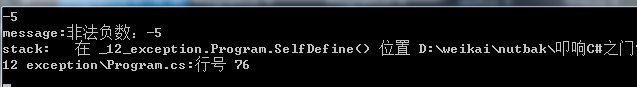 -5
message:非法负数：-5
stack:   在 _12_exception.Program.SelfDefine() 位置 D:\weikai\nutbak\叩响C#之门\
12 exception\Program.cs:行号 76